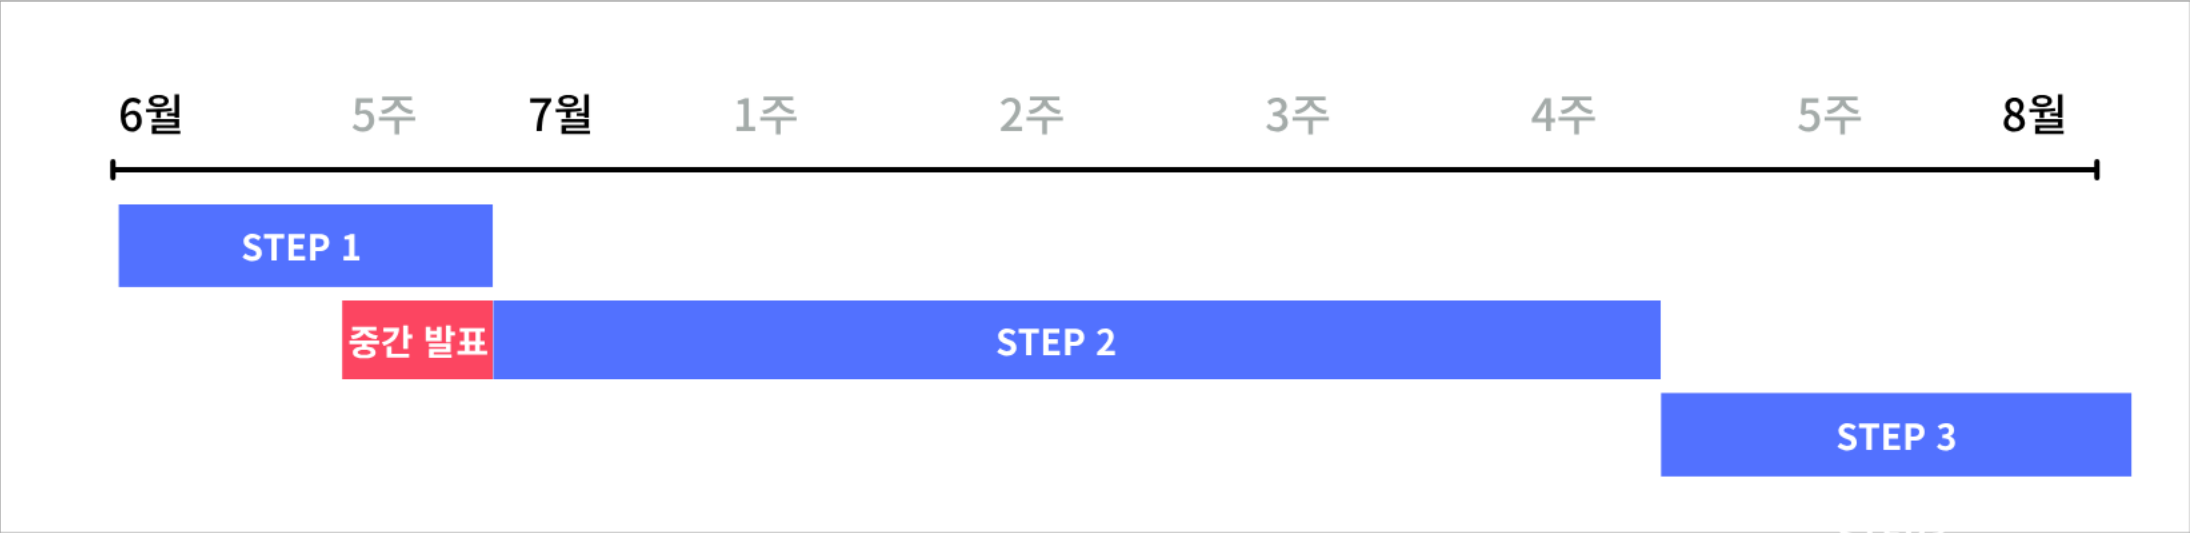 6월 5주 7월 1주 2주 3주 4주 5주 8월
STEP 1
중간 발표 STEP 2
STEP 3